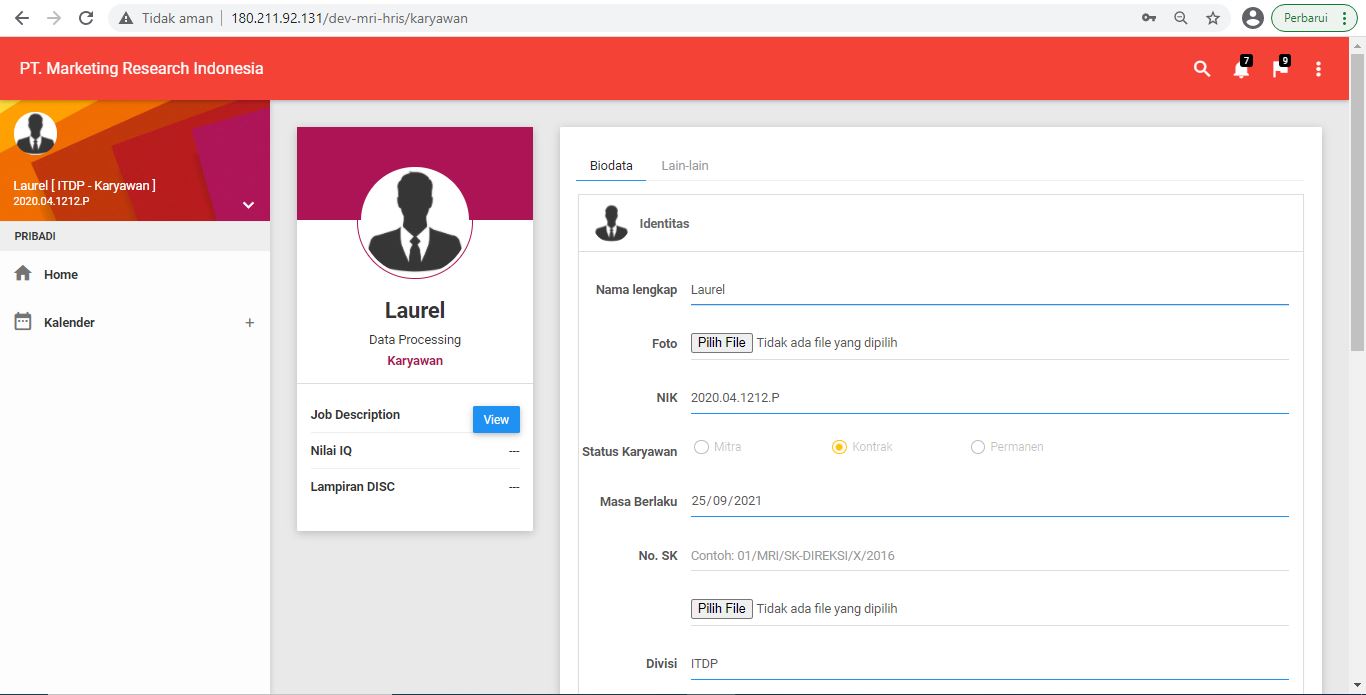 Tidak aman
180.211.92.131/dev-mri-hris/karyawan
Perbarui
PT. Marketing Research Indonesia
7
9
Laurel [ ITDP - Karyawan ]
2020.04.1212.P
PRIBADI
Home
Kalender +
Laurel
Data Processing
Karyawan
Job Description View
Nilai IQ ---
Lampiran DISC ---
Biodata Lain-lain
Identitas
Nama lengkap Laurel
Foto Pilih File Tidak ada file yang dipilih
NIK 2020.04.1212.P
Status Karyawan Mitra Kontrak Permanen
Masa Berlaku 25/09/2021
No. SK Contoh: 01/MRI/SK-DIREKSI/X/2016
Pilih File Tidak ada file yang dipilih
Divisi ITDP